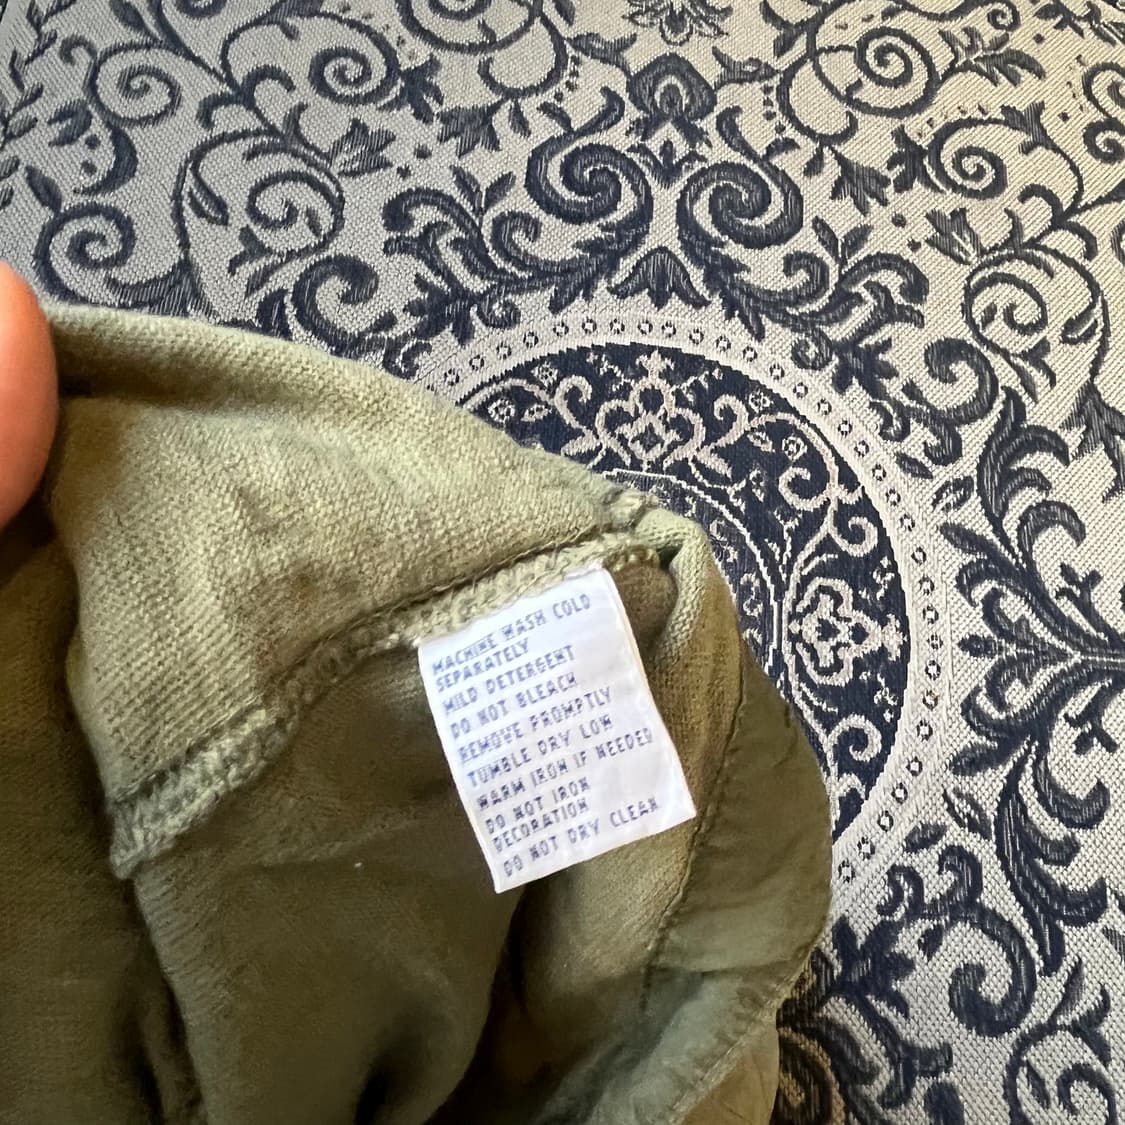 MACHINE WASH COLD
SEPARATELY
MILD DETERGENT
DO NOT BLEACH
REMOVE PROMPTLY
TUMBLE DRY LOW
WARM IRON IF NEEDED
DO NOT IRON
DECORATION
DO NOT DRY CLEAN